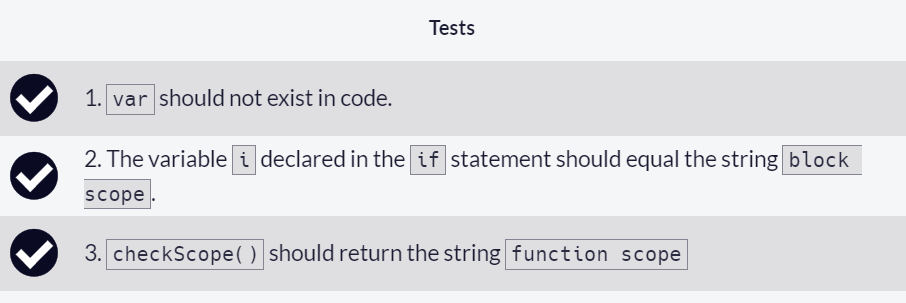 Tests
1. var should not exist in code.
2. The variable i declared in the if statement should equal the string block
scope.
3. checkScope() should return the string function scope